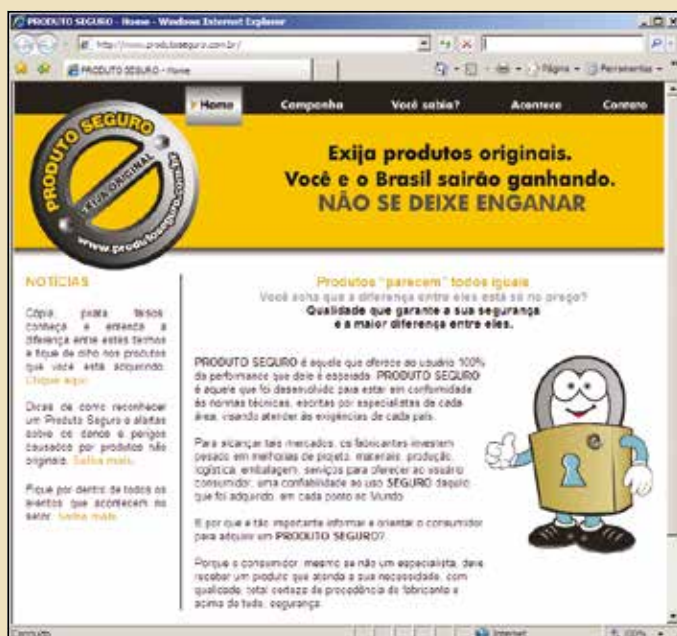 PRODUTO SEGURO - Home - Windows Internet Explorer
http://www.produtoseguro.com.br/
PRODUTO SEGURO - Home
Página
Ferramentas
Home
Campanha
Você sabia?
Acontece
Contato
PRODUTO SEGURO
EXIJA ORIGINAL
www.produtoseguro.com.br
Exija produtos originais.
Você e o Brasil sairão ganhando.
NÃO SE DEIXE ENGANAR
NOTÍCIAS
Cópia, pirata, falsos:
conheça e entenda a
diferença entre estes termos
e fique de olho nos produtos
que você está adquirindo.
Clique aqui.
Dicas de como reconhecer
um Produto Seguro e alertas
sobre os danos e perigos
causados por produtos não
originais. Saiba mais.
Fique por dentro de todos os
eventos que acontecem no
setor. Saiba mais.
Produtos "parecem" todos iguais
Você acha que a diferença entre eles está só no preço?
Qualidade que garante a sua segurança
é a maior diferença entre eles.
PRODUTO SEGURO é aquele que oferece ao usuário 100%
da performance que dele é esperada. PRODUTO SEGURO
é aquele que foi desenvolvido para estar em conformidade
às normas técnicas, escritas por especialistas de cada
área, visando atender às exigências de cada país.
Para alcançar tais mercados, os fabricantes investem
pesado em melhorias de projeto, materiais, produção,
logística, embalagem, serviços para oferecer ao usuário
consumidor, uma confiabilidade ao uso SEGURO daquilo
que foi adquirido, em cada ponto do Mundo.
E por que é tão importante informar e orientar o consumidor
para adquirir um PRODUTO SEGURO?
Porque o consumidor, mesmo se não um especialista, deve
receber um produto que atenda a sua necessidade, com
qualidade, total certeza de procedência do fabricante e
acima de tudo, segurança.
Concluído
Internet
100%